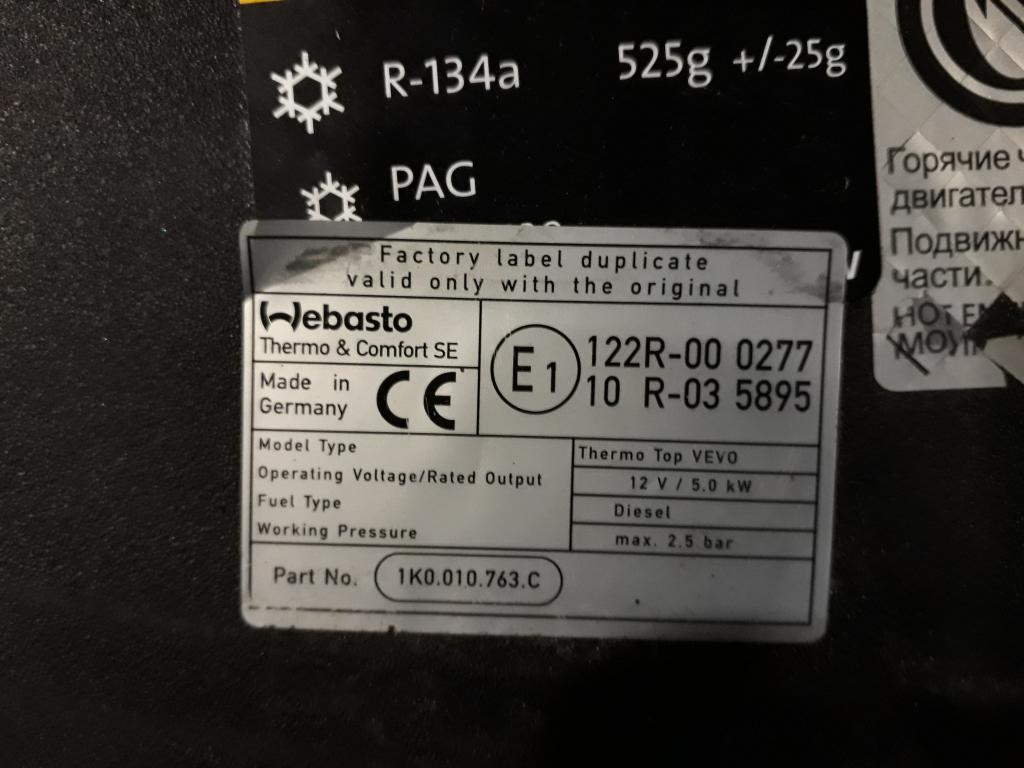 R-134a 525g +/-25g
PAG
Горячие
Подвижн
части.
HOT
Factory label duplicate
valid only with the original
Webasto
Thermo & Comfort SE
Made in
Germany
CE
E1
122R-00 0277
10 R-03 5895
Model Type Thermo Top VEVO
Operating Voltage/Rated Output 12 V / 5.0 kW
Fuel Type Diesel
Working Pressure max. 2.5 bar
Part No. 1K0.010.763.C